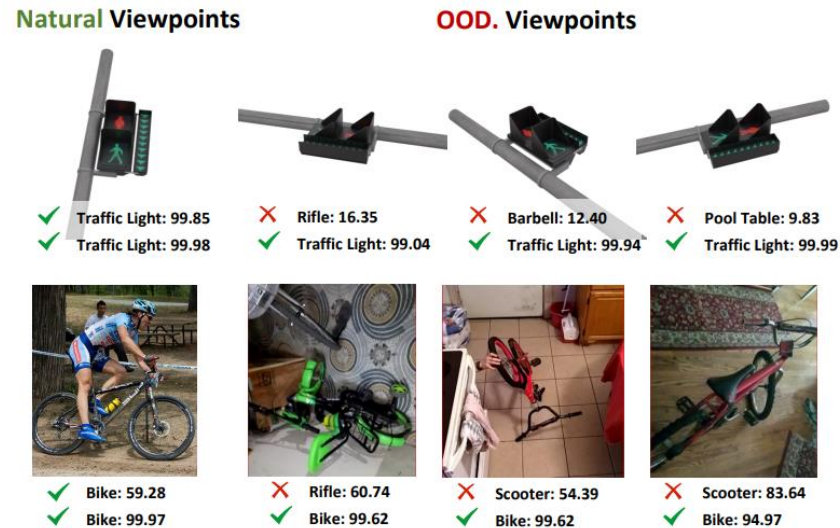 Natural Viewpoints
OOD. Viewpoints
Traffic Light: 99.85
Traffic Light: 99.98
Rifle: 16.35
Traffic Light: 99.04
Barbell: 12.40
Traffic Light: 99.94
Pool Table: 9.83
Traffic Light: 99.99
Bike: 59.28
Bike: 99.97
Rifle: 60.74
Bike: 99.62
Scooter: 54.39
Bike: 99.62
Scooter: 83.64
Bike: 94.97